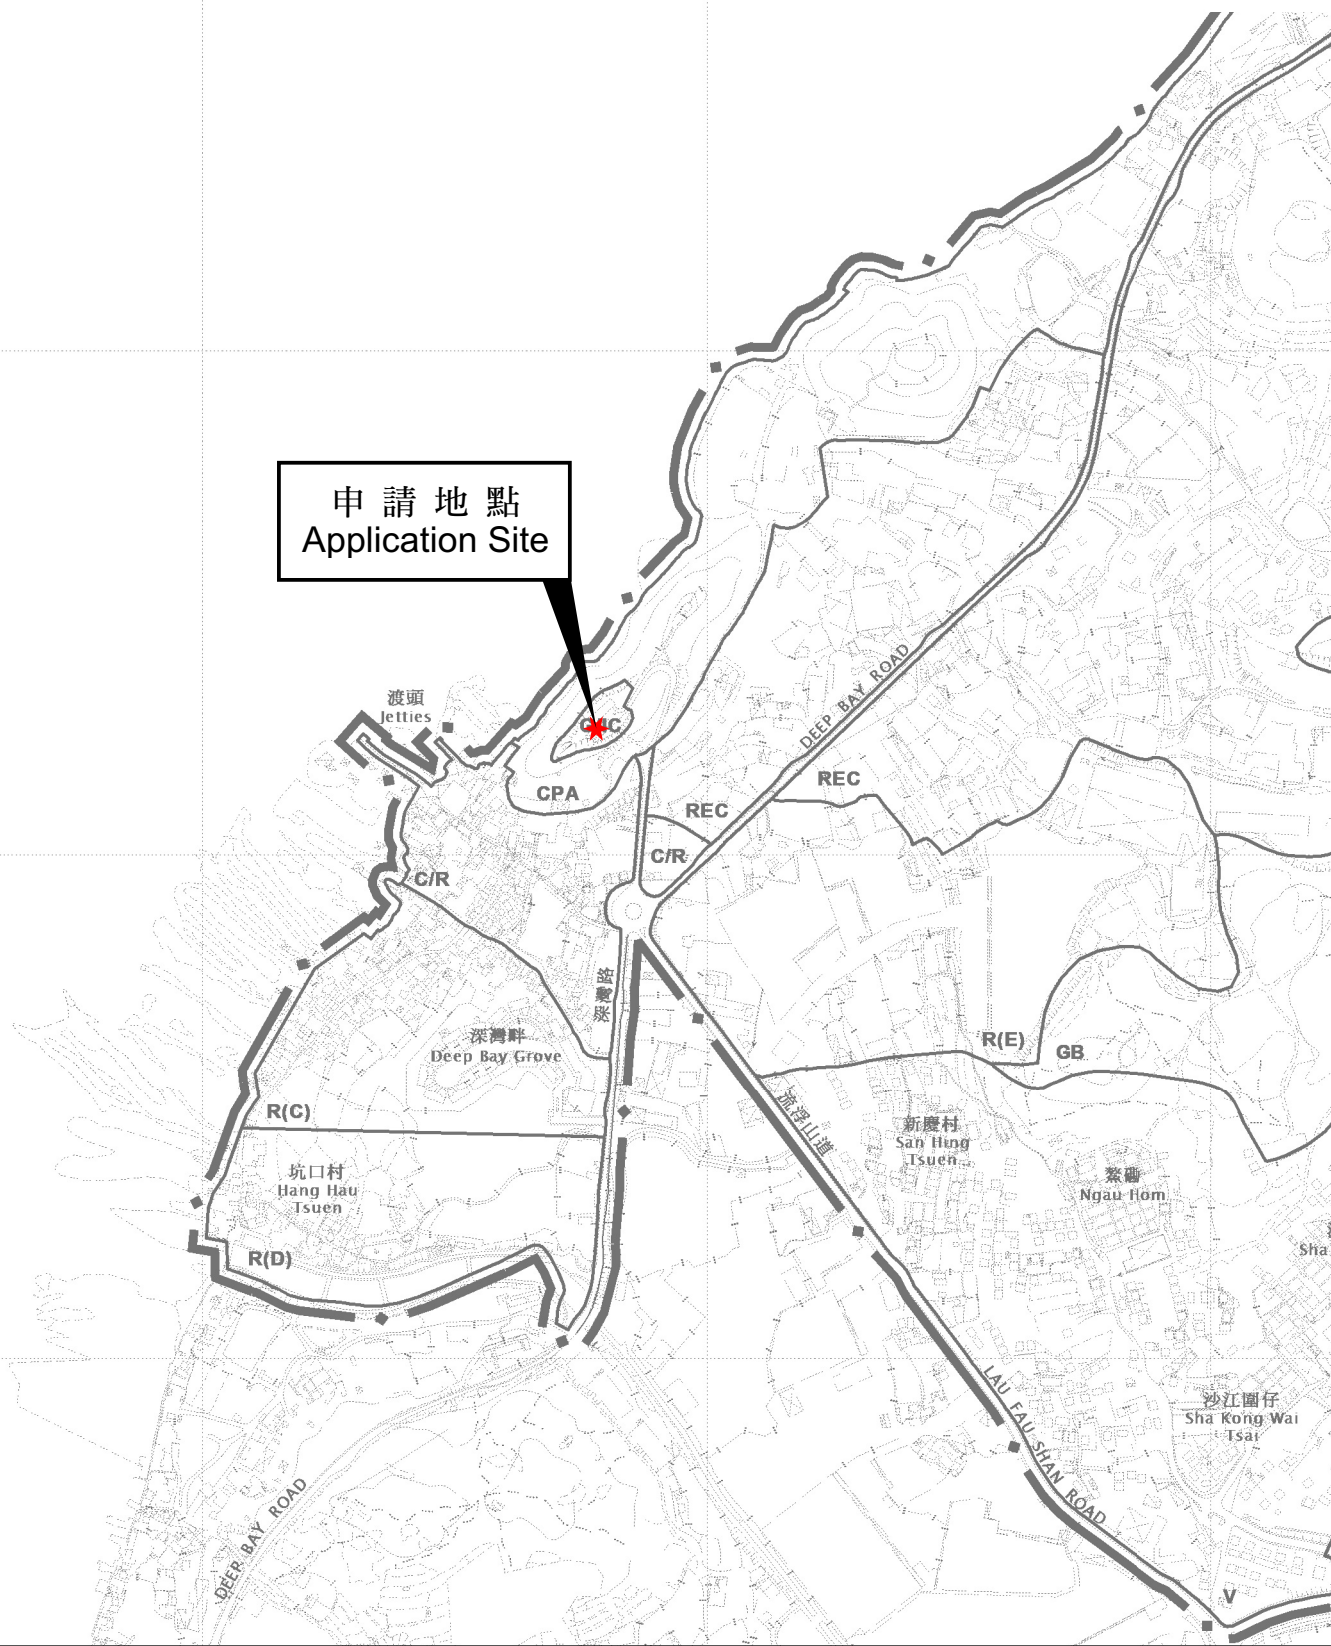 申請地點
Application Site
渡頭
Jetties
DEEP BAY ROAD
CPA
REC
REC
C/R
C/R
深灣路
深灣畔
Deep Bay Grove
R(E)
GB
R(C)
流浮山道
新慶村
San Hing
Tsuen
坑口村
Hang Hau
Tsuen
鰲磡
Ngau Hom
R(D)
Sha
沙江圍仔
Sha Kong Wai
Tsai
LAU FAU SHAN ROAD
DEEP BAY ROAD
V